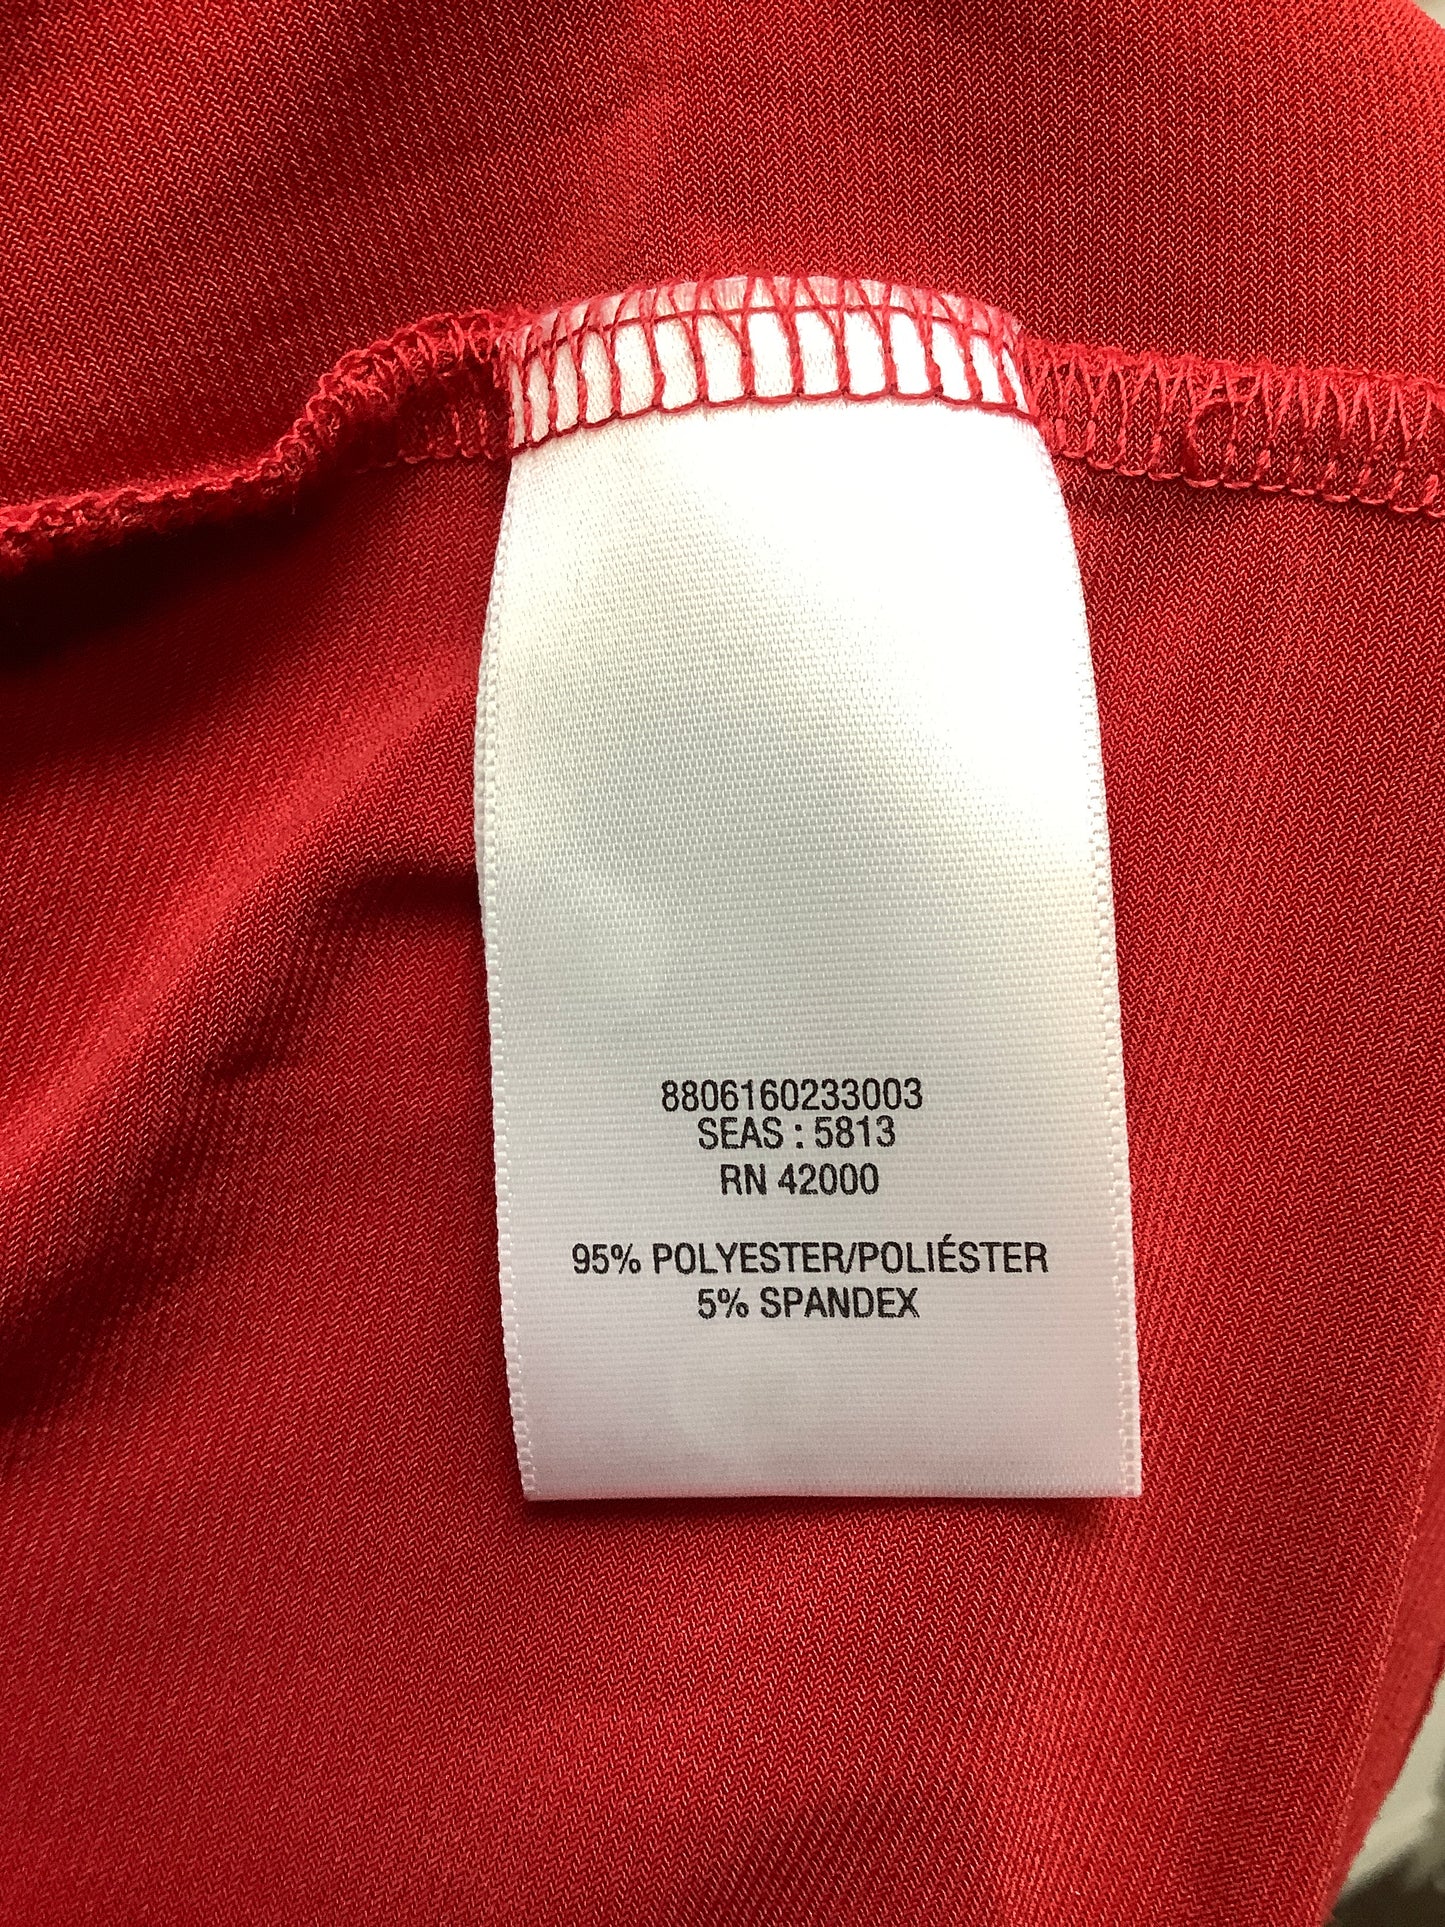 8806160233003
SEAS : 5813
RN 42000
95% POLYESTER/POLIÉSTER
5% SPANDEX